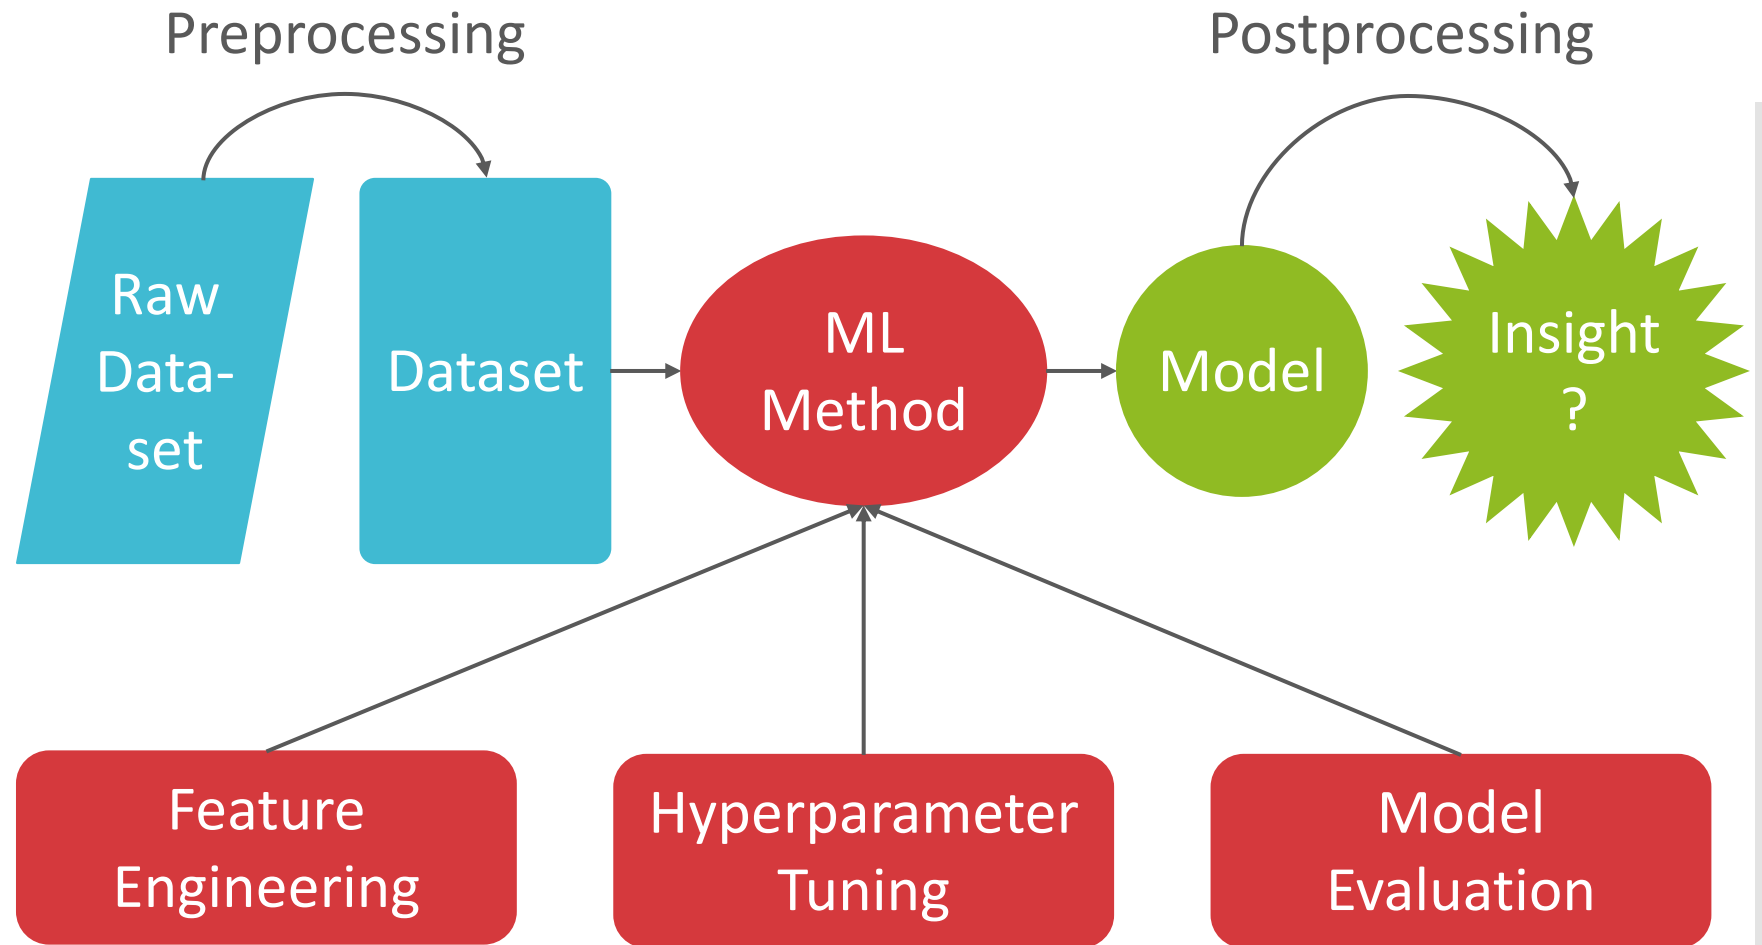 Preprocessing
Postprocessing
Raw
Data-
set
Dataset
ML
Method
Model
Insight
?
Feature
Engineering
Hyperparameter
Tuning
Model
Evaluation